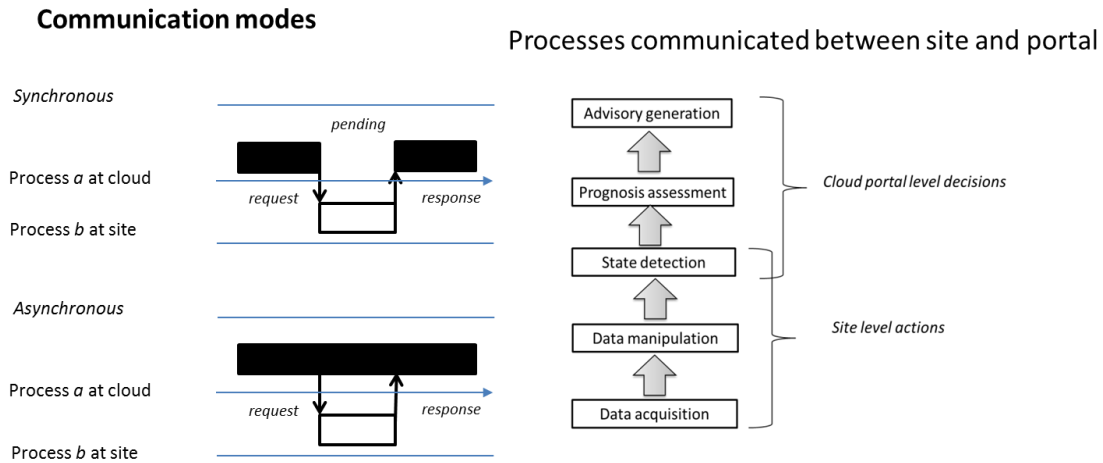 Communication modes
Synchronous
pending
Process a at cloud
request
response
Process b at site
Asynchronous
Process a at cloud
request
response
Process b at site
Processes communicated between site and portal
Advisory generation
Prognosis assessment
Cloud portal level decisions
State detection
Data manipulation
Site level actions
Data acquisition